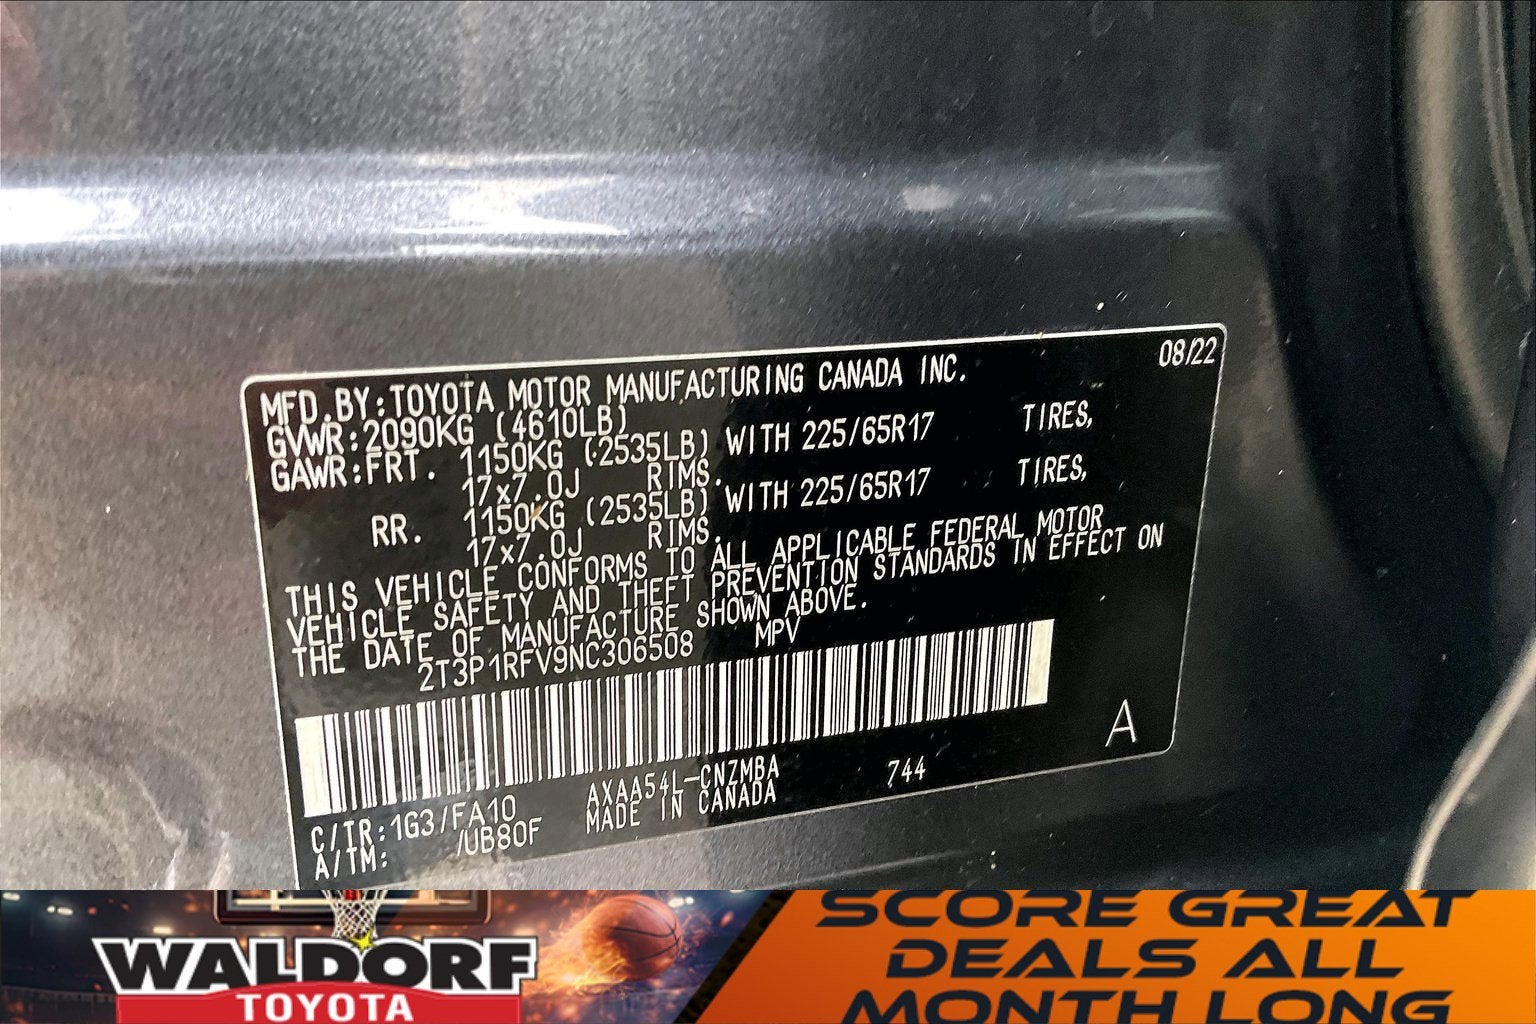 08/22
MFD.BY:TOYOTA MOTOR MANUFACTURING CANADA INC.
GVWR:2090KG (4610LB)
GAWR:FRT. 1150KG (2535LB) WITH 225/65R17 TIRES,
17x7.0J RIMS.
RR. 1150KG (2535LB) WITH 225/65R17 TIRES,
17x7.0J RIMS.
THIS VEHICLE CONFORMS TO ALL APPLICABLE FEDERAL MOTOR
VEHICLE SAFETY AND THEFT PREVENTION STANDARDS IN EFFECT ON
THE DATE OF MANUFACTURE SHOWN ABOVE.
2T3P1RFV9NC306508 MPV
A
C/TR:1G3/FA10 AXAA54L-CNZMBA 744
A/TM: /UB80F MADE IN CANADA
WALDORF
TOYOTA
SCORE GREAT
DEALS ALL
MONTH LONG